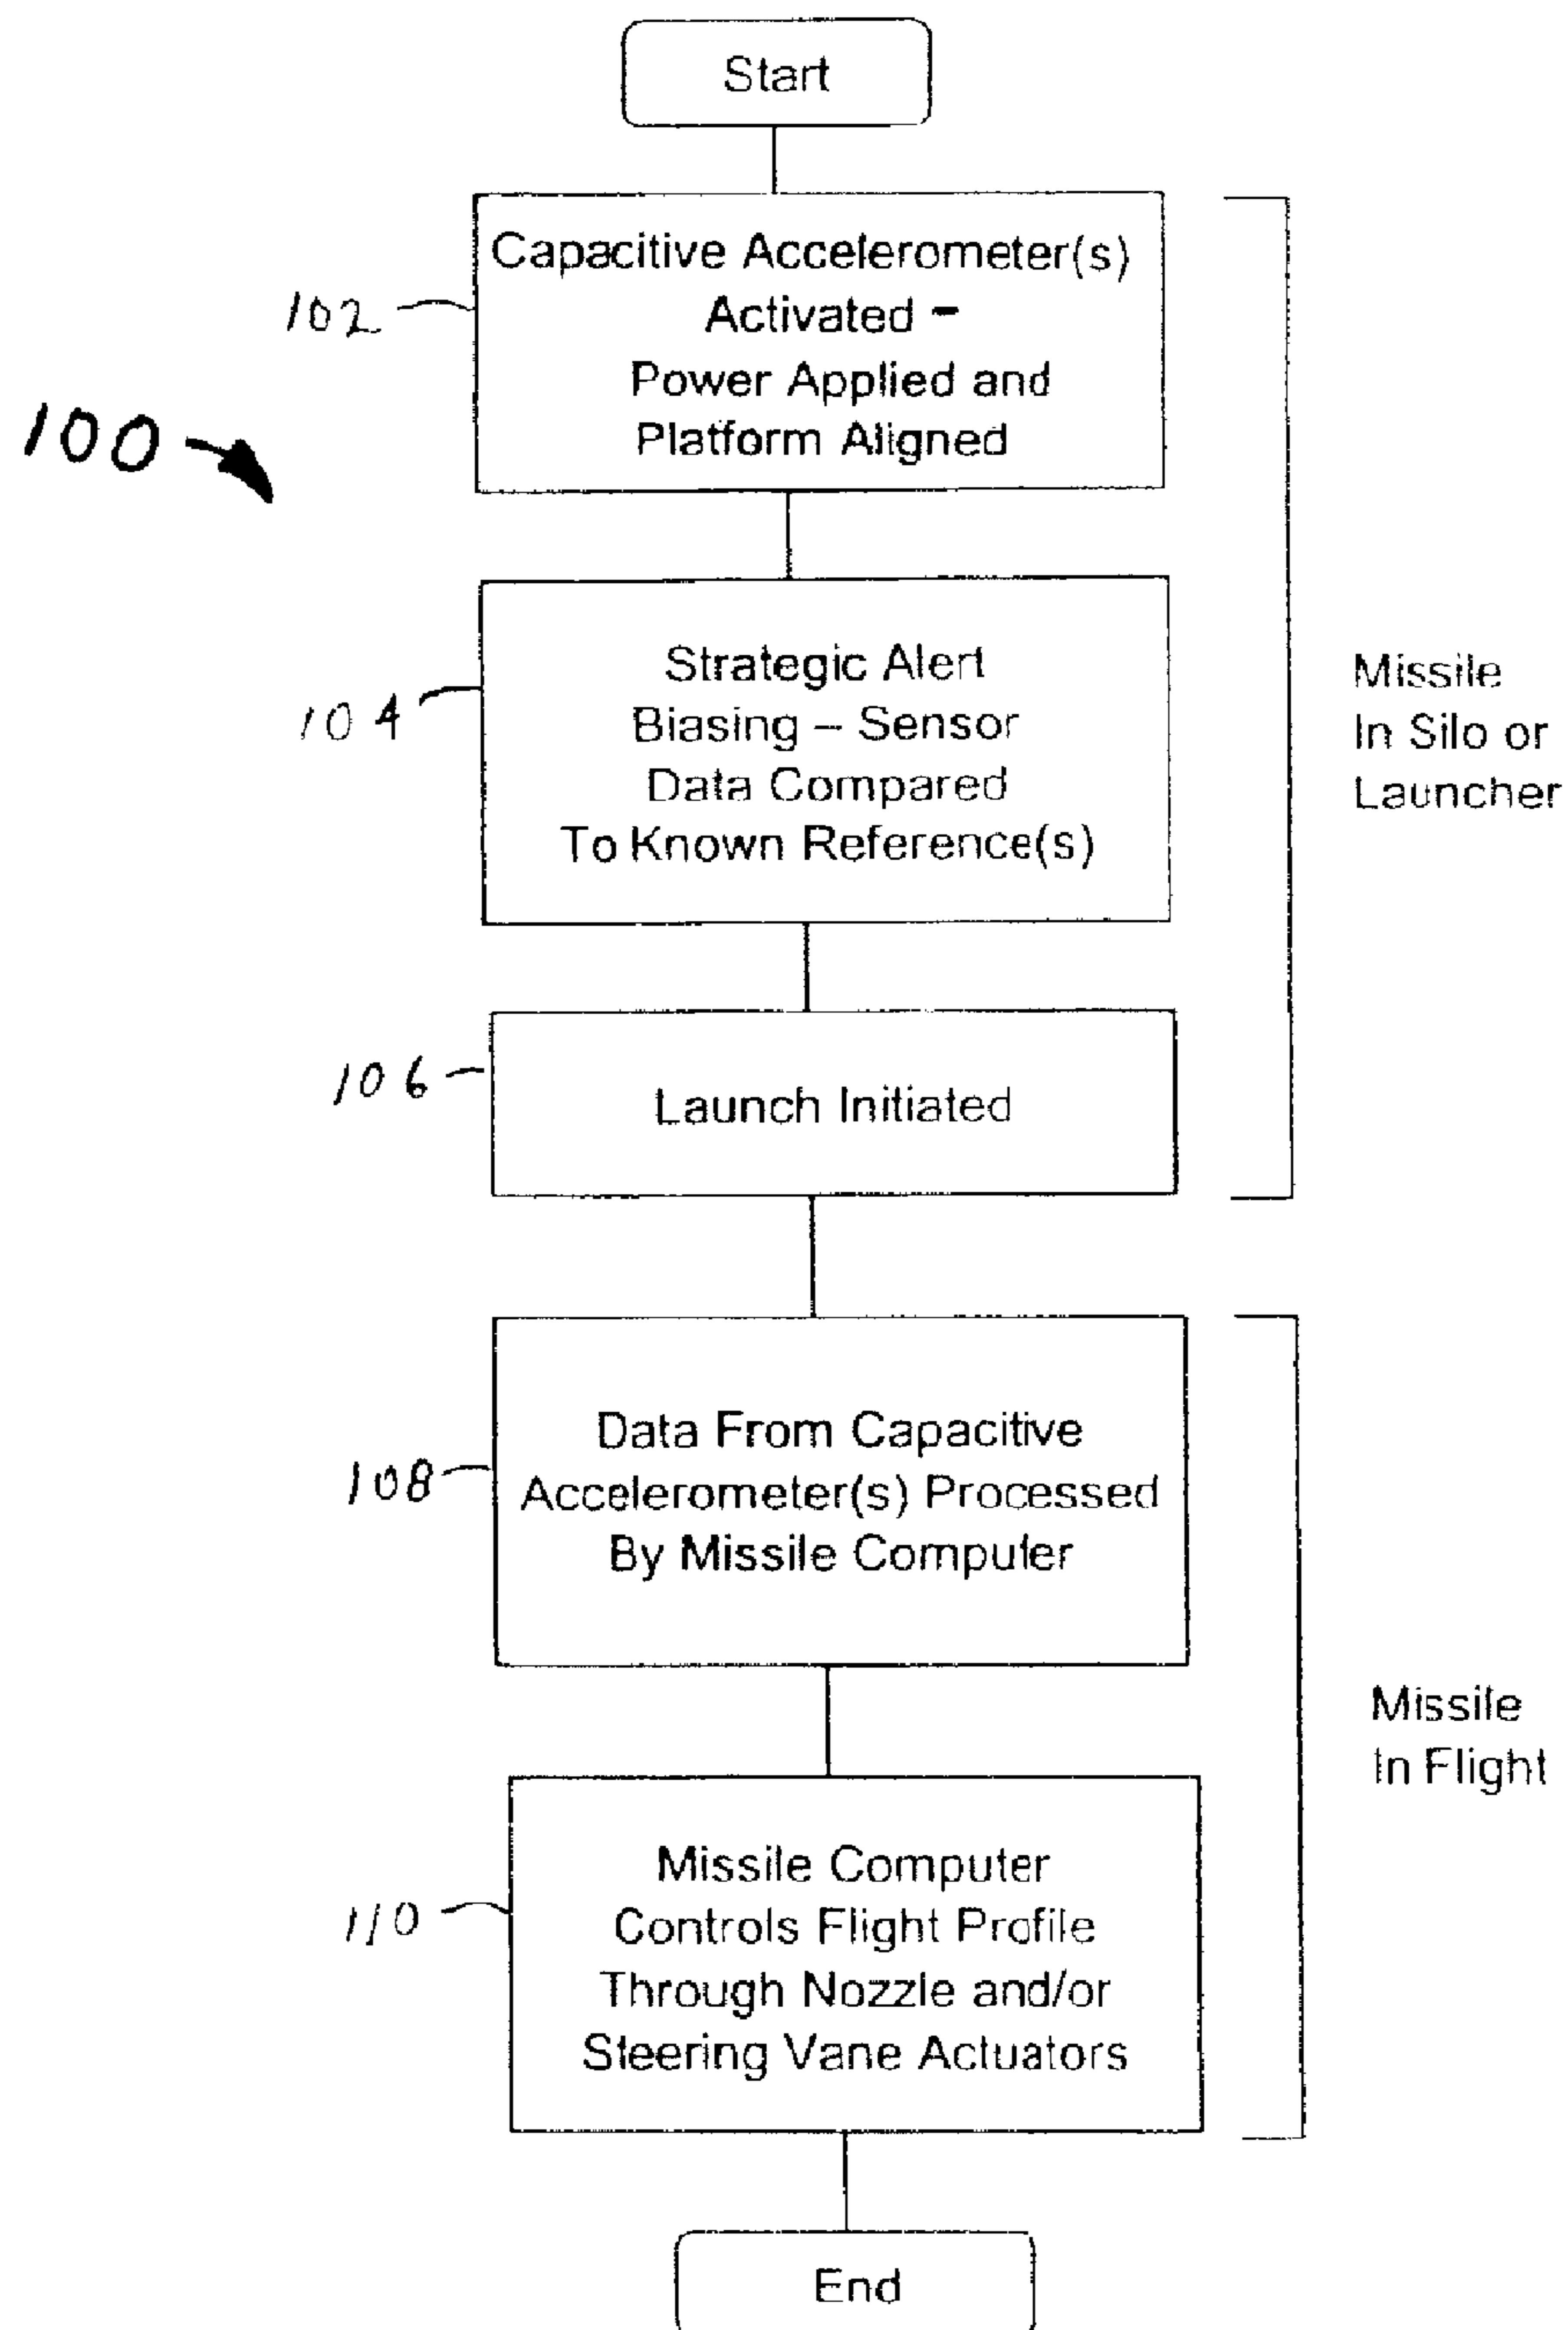 Start
Capacitive Accelerometer(s)
Activated –
Power Applied and
Platform Aligned
102
100
Strategic Alert
Biasing – Sensor
Data Compared
To Known Reference(s)
104
Missile
In Silo or
Launcher
106
Launch Initiated
Data From Capacitive
Accelerometer(s) Processed
By Missile Computer
108
Missile
In Flight
Missile Computer
Controls Flight Profile
Through Nozzle and/or
Steering Vane Actuators
110
End